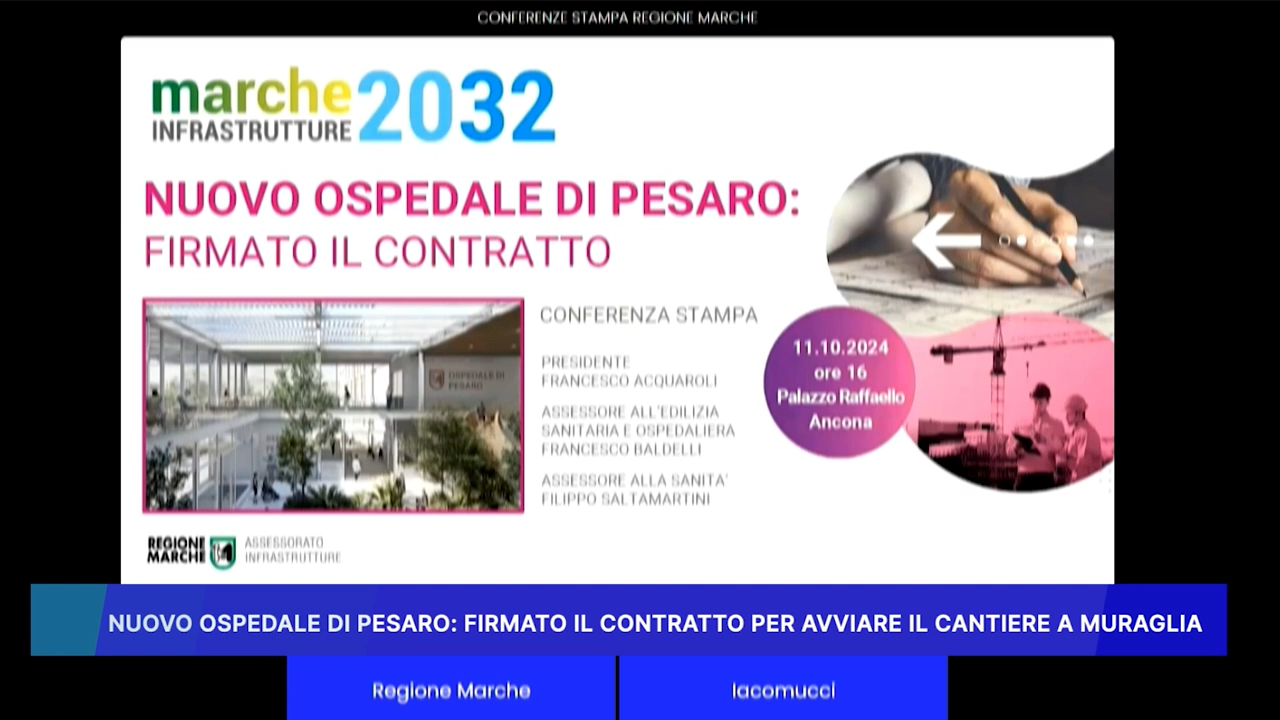 CONFERENZE STAMPA REGIONE MARCHE
marche 2032
INFRASTRUTTURE
NUOVO OSPEDALE DI PESARO:
FIRMATO IL CONTRATTO
OSPEDALE DI
PESARO
CONFERENZA STAMPA
PRESIDENTE
FRANCESCO ACQUAROLI
ASSESSORE ALL'EDILIZIA
SANITARIA E OSPEDALIERA
FRANCESCO BALDELLI
ASSESSORE ALLA SANITA'
FILIPPO SALTAMARTINI
11.10.2024
ore 16
Palazzo Raffaello
Ancona
REGIONE
MARCHE
ASSESSORATO
INFRASTRUTTURE
NUOVO OSPEDALE DI PESARO: FIRMATO IL CONTRATTO PER AVVIARE IL CANTIERE A MURAGLIA
Regione Marche
Iacomucci